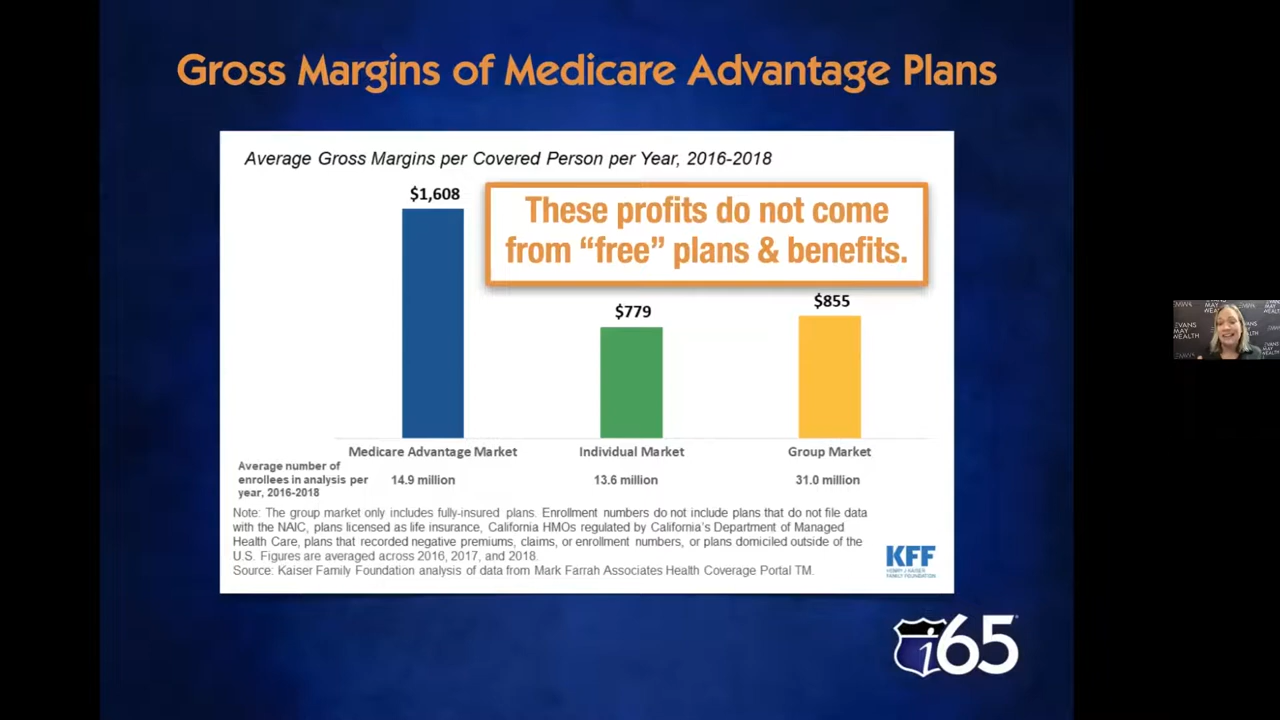 Gross Margins of Medicare Advantage Plans
Average Gross Margins per Covered Person per Year, 2016-2018
$1,608
These profits do not come
from “free” plans & benefits.
$779
$855
Medicare Advantage Market
Individual Market
Group Market
Average number of
enrollees in analysis per
year, 2016-2018
14.9 million
13.6 million
31.0 million
Note: The group market only includes fully-insured plans. Enrollment numbers do not include plans that do not file data
with the NAIC, plans licensed as life insurance, California HMOs regulated by California's Department of Managed
Health Care, plans that recorded negative premiums, claims, or enrollment numbers, or plans domiciled outside of the
U.S. Figures are averaged across 2016, 2017, and 2018.
Source: Kaiser Family Foundation analysis of data from Mark Farrah Associates Health Coverage Portal TM.
KFF
HENRY J KAISER
FAMILY FOUNDATION
i65
EVANS
MAY
WEALTH